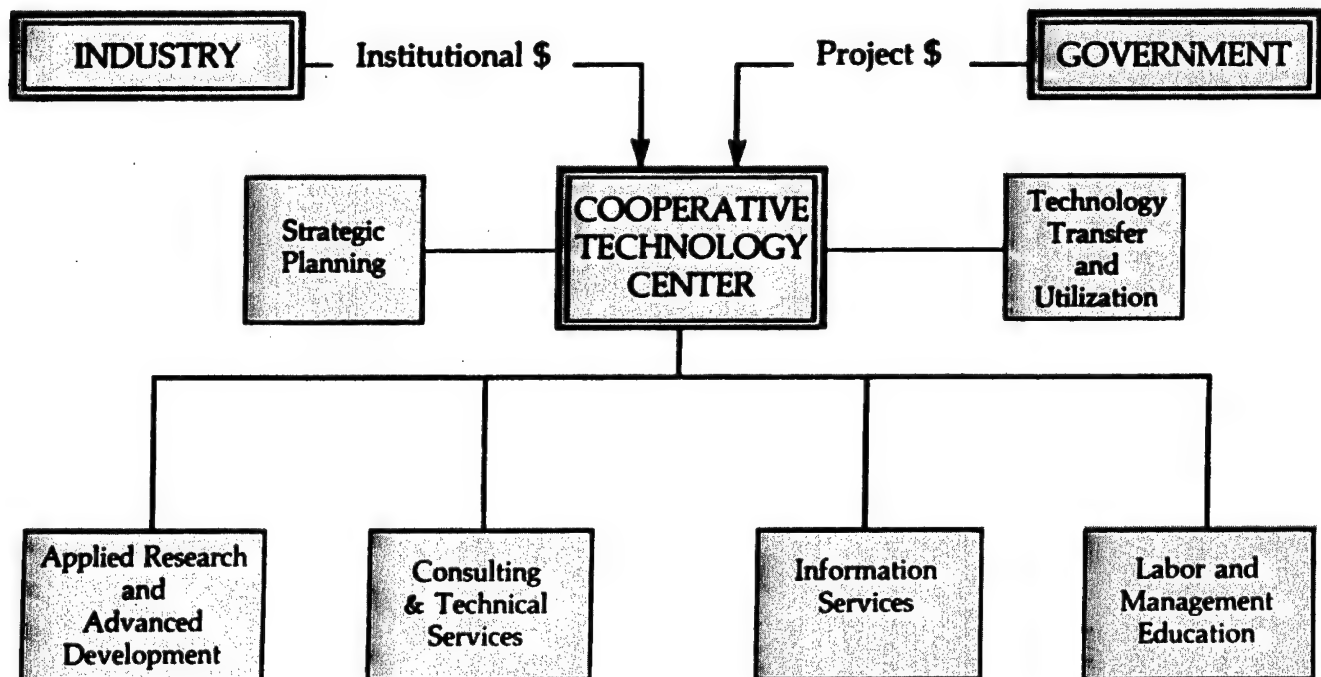 INDUSTRY
Institutional $
Project $
GOVERNMENT
Strategic
Planning
COOPERATIVE
TECHNOLOGY
CENTER
Technology
Transfer
and
Utilization
Applied Research
and
Advanced
Development
Consulting
& Technical
Services
Information
Services
Labor and
Management
Education